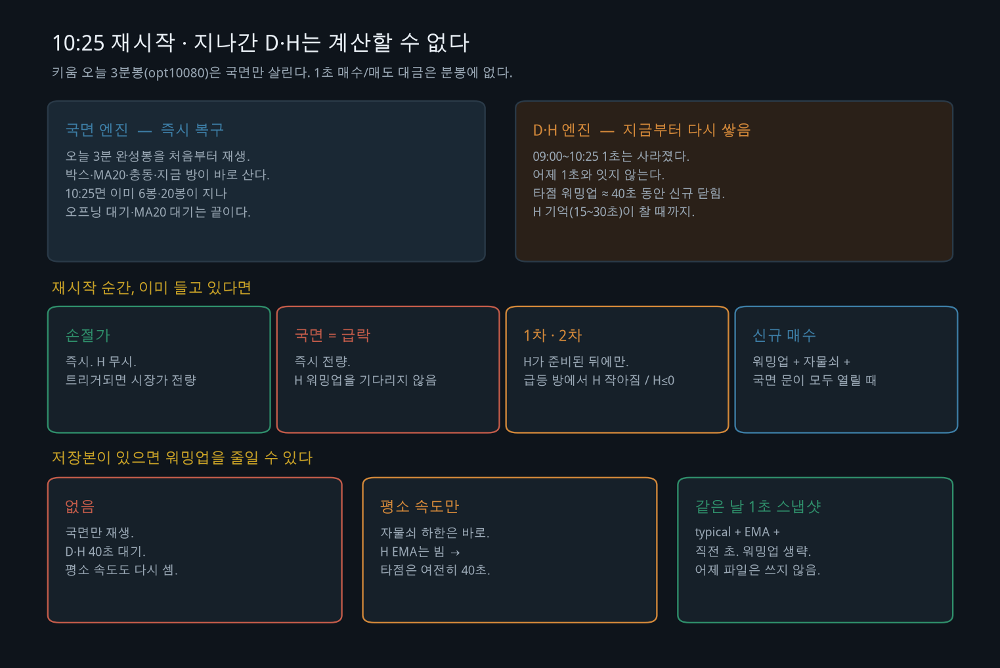 10:25 재시작 · 지나간 D·H는 계산할 수 없다
키움 오늘 3분봉(opt10080)은 국면만 살린다. 1초 매수/매도 대금은 분봉에 없다.
국면 엔진 — 즉시 복구
오늘 3분 완성봉을 처음부터 재생.
박스·MA20·충동·지금 방이 바로 산다.
10:25면 이미 6봉·20봉이 지나
오프닝 대기·MA20 대기는 끝이다.
D·H 엔진 — 지금부터 다시 쌓음
09:00~10:25 1초는 사라졌다.
어제 1초와 잇지 않는다.
타점 워밍업 ≈ 40초 동안 신규 닫힘.
H 기억(15~30초)이 찰 때까지.
재시작 순간, 이미 들고 있다면
손절가
즉시. H 무시.
트리거되면 시장가 전량
국면 = 급락
즉시 전량.
H 워밍업을 기다리지 않음
1차 · 2차
H가 준비된 뒤에만.
급등 방에서 H 작아짐 / H≤0
신규 매수
워밍업 + 자물쇠 +
국면 문이 모두 열릴 때
저장본이 있으면 워밍업을 줄일 수 있다
없음
국면만 재생.
D·H 40초 대기.
평소 속도도 다시 셈.
평소 속도만
자물쇠 하한은 바로.
H EMA는 빔 →
타점은 여전히 40초.
같은 날 1초 스냅샷
typical + EMA +
직전 초. 워밍업 생략.
어제 파일은 쓰지 않음.